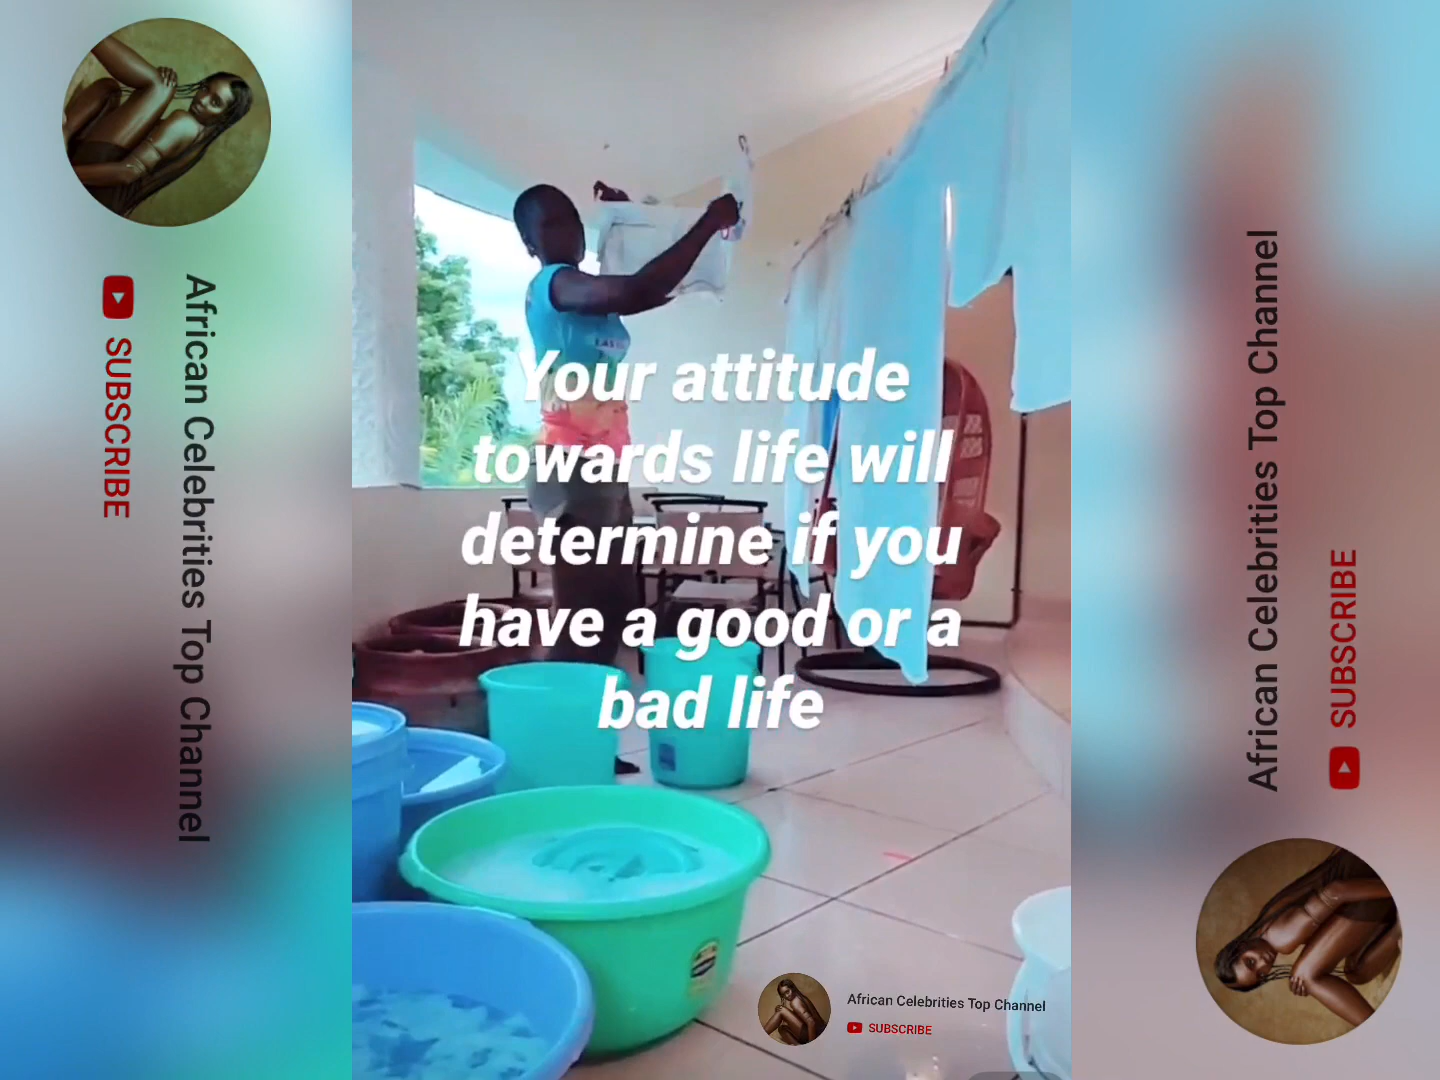 African Celebrities Top Channel
SUBSCRIBE
Your attitude
towards life will
determine if you
have a good or a
bad life
African Celebrities Top Channel
SUBSCRIBE
African Celebrities Top Channel
SUBSCRIBE